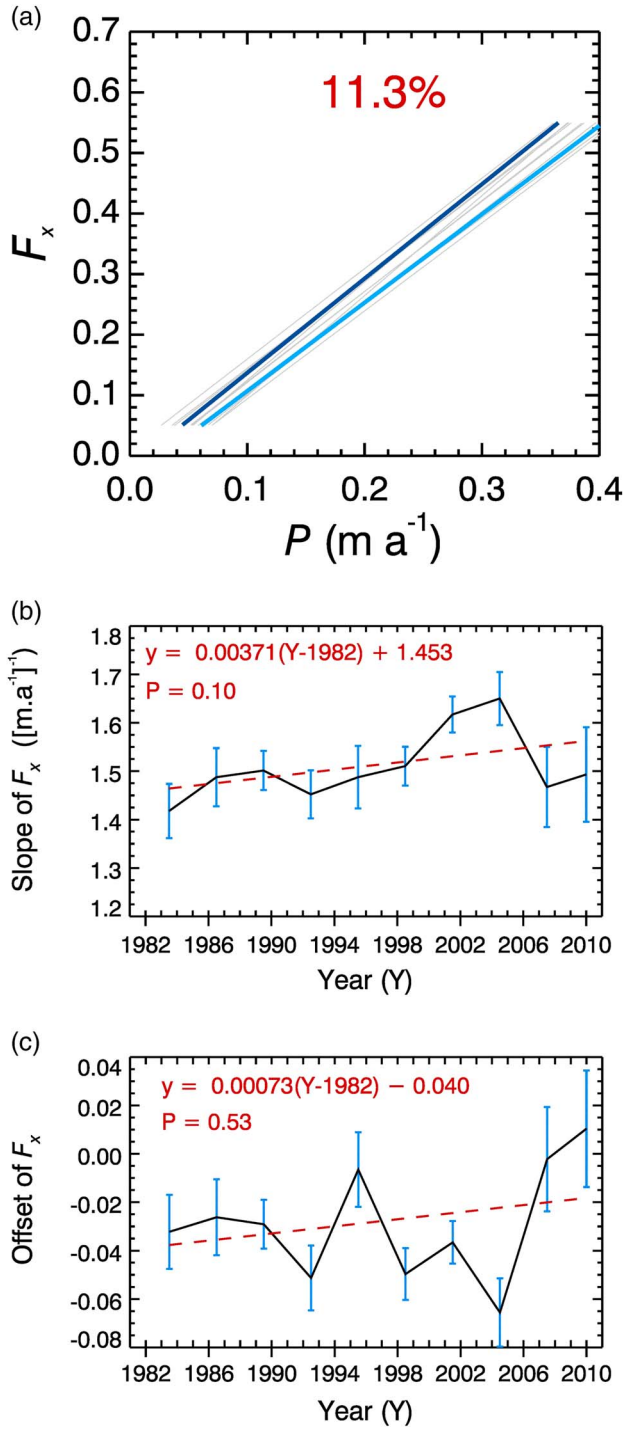 (a)
0.7
0.6
0.5
0.4
0.3
0.2
0.1
0.0
Fx
11.3%
0.0 0.1 0.2 0.3 0.4
P (m a⁻¹)
(b)
1.8
1.7
1.6
1.5
1.4
1.3
1.2
Slope of Fx ([m.a⁻¹]⁻¹)
y = 0.00371(Y-1982) + 1.453
P = 0.10
1982 1986 1990 1994 1998 2002 2006 2010
Year (Y)
(c)
0.04
0.02
0.00
-0.02
-0.04
-0.06
-0.08
Offset of Fx
y = 0.00073(Y-1982) − 0.040
P = 0.53
1982 1986 1990 1994 1998 2002 2006 2010
Year (Y)